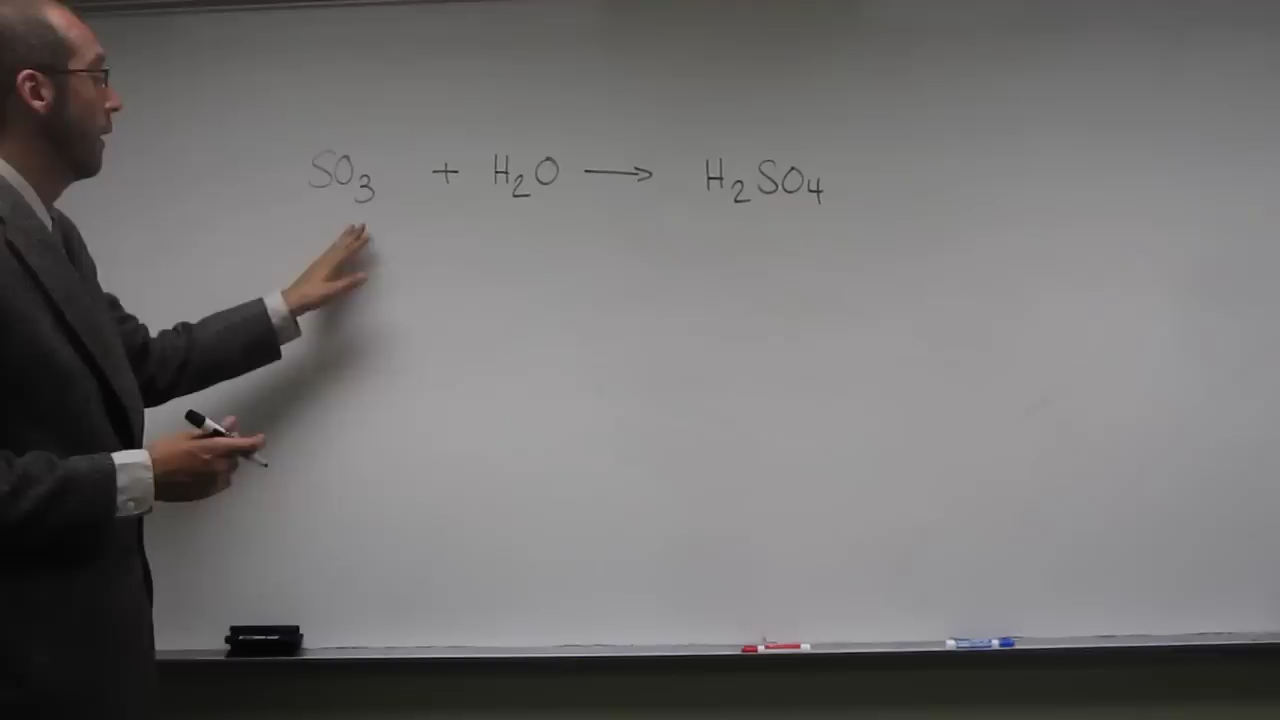 SO₃ + H₂O → H₂SO₄